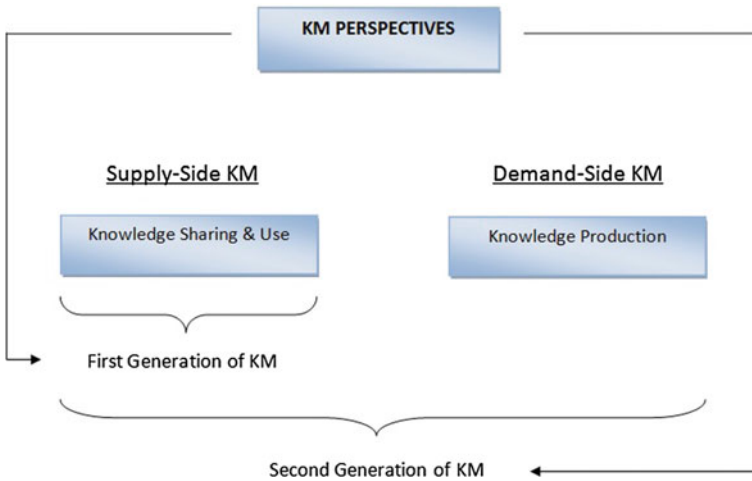 KM PERSPECTIVES
Supply-Side KM
Demand-Side KM
Knowledge Sharing & Use
Knowledge Production
First Generation of KM
Second Generation of KM